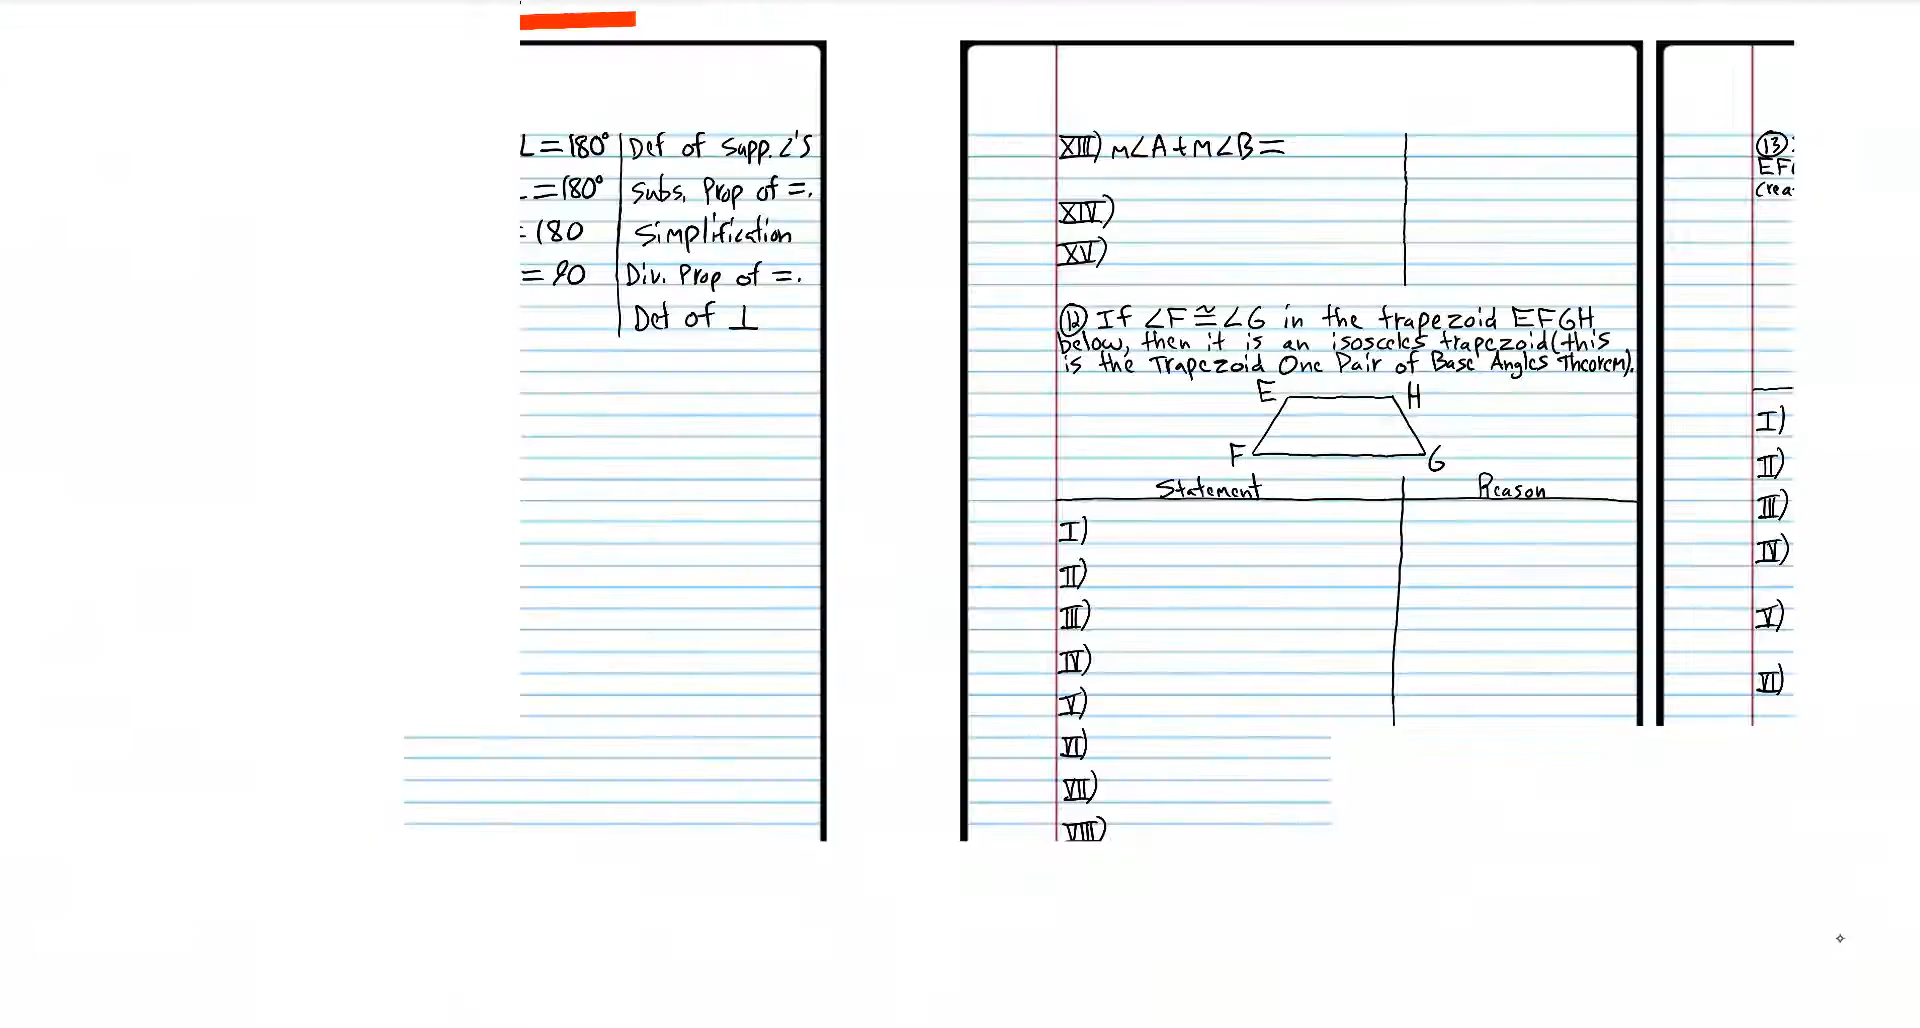 L=180° Def of Supp. ∠'s
=180° Subs. Prop of =.
=180 Simplification
=90 Div. Prop of =.
Def of ⊥
XIII) m∠A+m∠B=
XIV)
XV)
⑫ If ∠F≅∠G in the trapezoid EFGH
below, then it is an isosceles trapezoid (this
is the Trapezoid One Pair of Base Angles Theorem).
E H
F G
Statement Reason
I)
II)
III)
IV)
V)
VI)
VII)
VIII)
⑬
EF
Crea
I)
II)
III)
IV)
V)
VI)